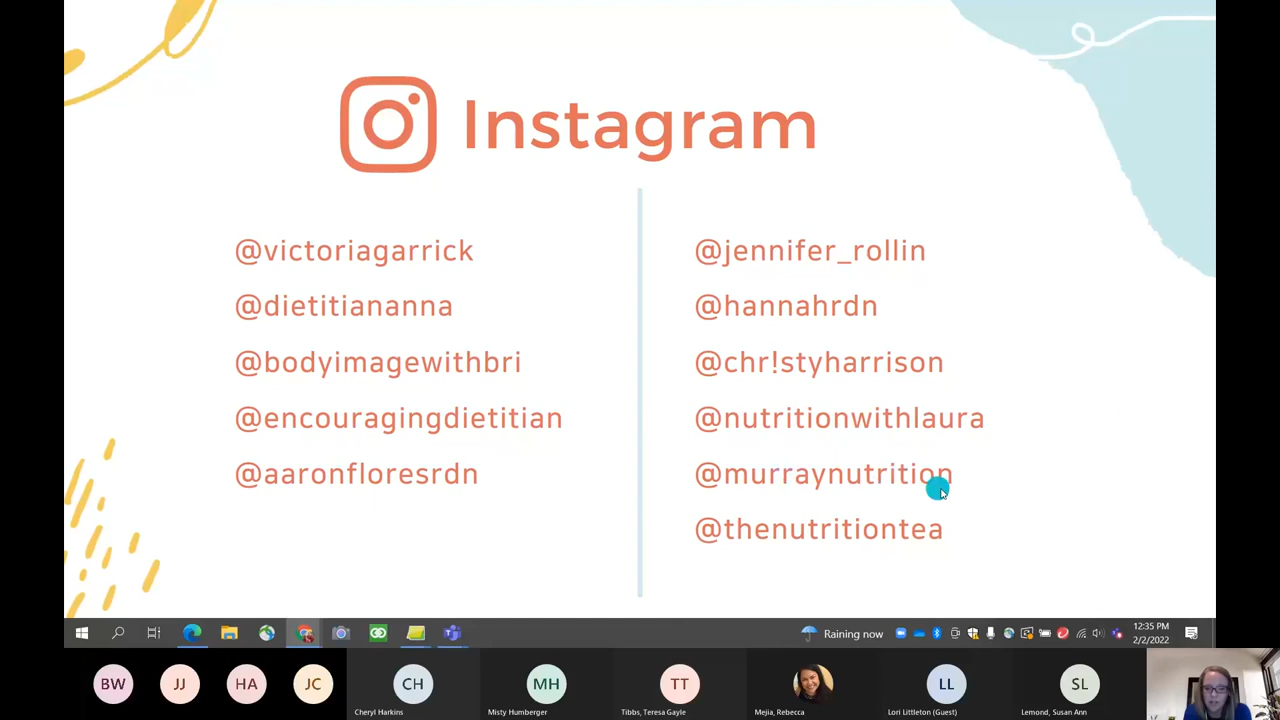 Instagram
@victoriagarrick
@dietitiananna
@bodyimagewithbri
@encouragingdietitian
@aaronfloresrdn
@jennifer_rollin
@hannahrdn
@chr!styharrison
@nutritionwithlaura
@murraynutrition
@thenutritiontea
Raining now
12:35 PM
2/2/2022
BW
JJ
HA
JC
CH
MH
TT
LL
SL
Cheryl Harkins
Misty Humberger
Tibbs, Teresa Gayle
Mejia, Rebecca
Lori Littleton (Guest)
Lemond, Susan Ann